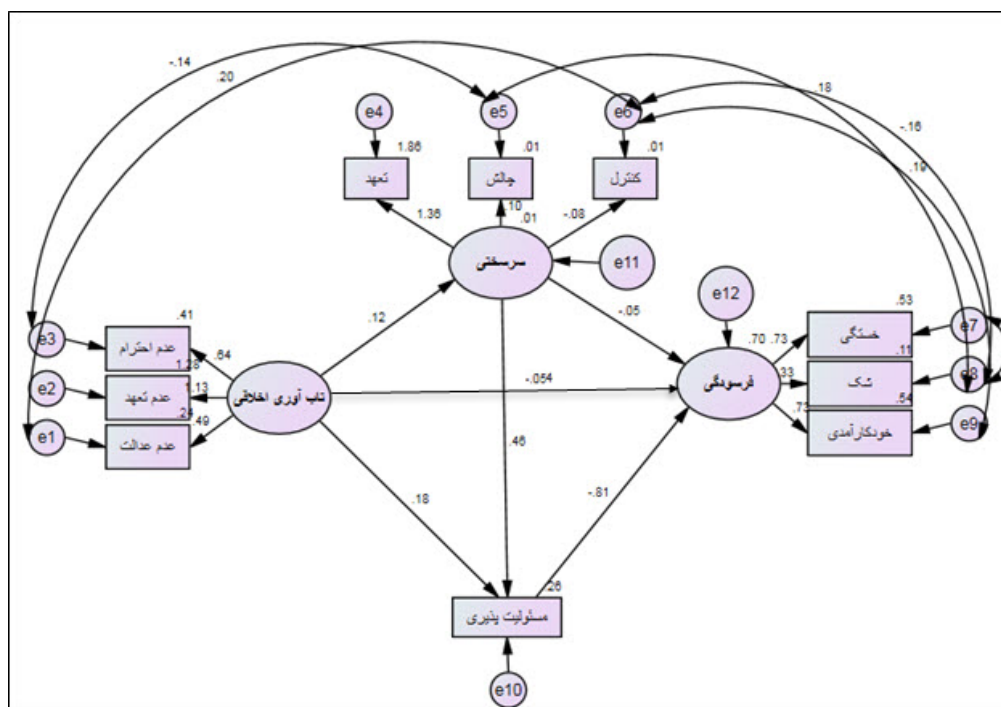 -.14
.20
.18
-.16
.19
e4
e5
e6
1.86
.01
.01
تعهد
چالش
کنترل
1.36
.10
-.08
.01
سرسختی
e11
e12
.12
-.05
.41
.53
e3
عدم احترام
.64
.70
.73
خستگی
e7
1.28
.11
e2
عدم تعهد
1.13
تاب آوری اخلاقی
-.054
فرسودگی
.33
شک
e8
.24
.54
e1
عدم عدالت
.49
.73
خودکارآمدی
e9
.46
.18
-.81
.26
مسئولیت پذیری
e10